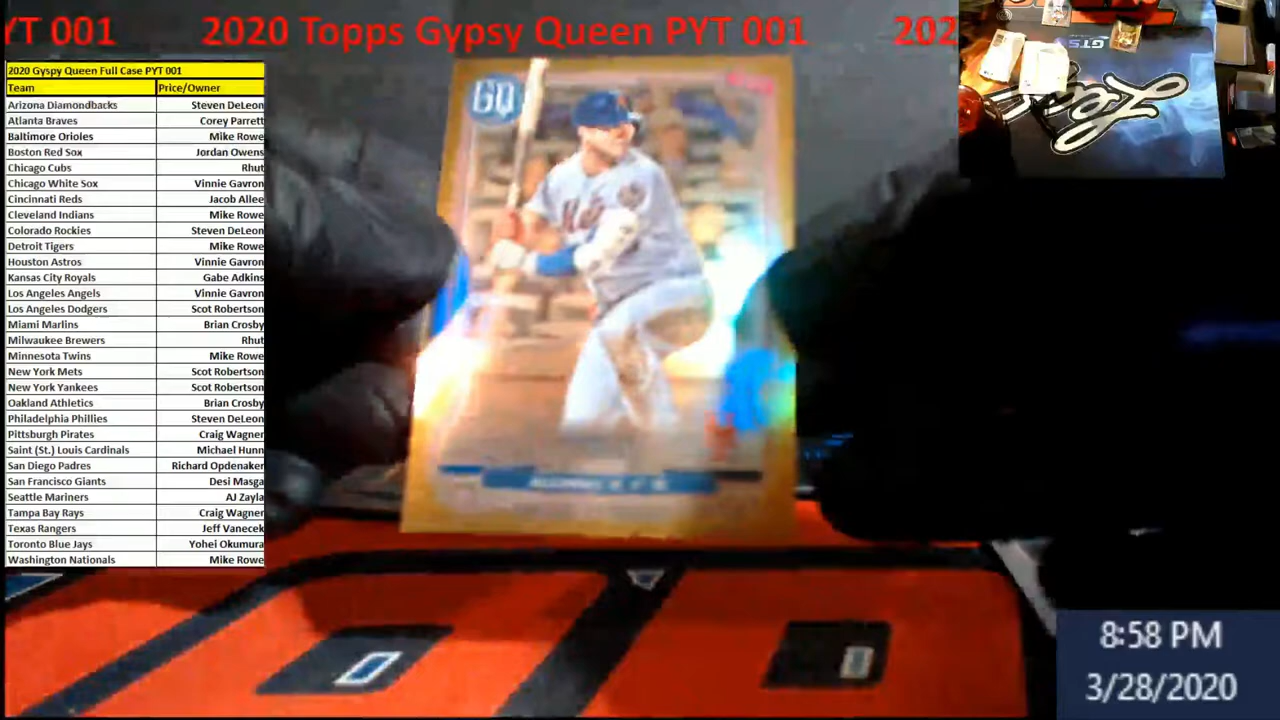 YT 001 2020 Topps Gypsy Queen PYT 001 202
2020 Gyspy Queen Full Case PYT 001
Team Price/Owner
Arizona Diamondbacks Steven DeLeon
Atlanta Braves Corey Parrett
Baltimore Orioles Mike Rowe
Boston Red Sox Jordan Owens
Chicago Cubs Rhut
Chicago White Sox Vinnie Gavron
Cincinnati Reds Jacob Allee
Cleveland Indians Mike Rowe
Colorado Rockies Steven DeLeon
Detroit Tigers Mike Rowe
Houston Astros Vinnie Gavron
Kansas City Royals Gabe Adkins
Los Angeles Angels Vinnie Gavron
Los Angeles Dodgers Scot Robertson
Miami Marlins Brian Crosby
Milwaukee Brewers Rhut
Minnesota Twins Mike Rowe
New York Mets Scot Robertson
New York Yankees Scot Robertson
Oakland Athletics Brian Crosby
Philadelphia Phillies Steven DeLeon
Pittsburgh Pirates Craig Wagner
Saint (St.) Louis Cardinals Michael Hunn
San Diego Padres Richard Opdenaker
San Francisco Giants Desi Masga
Seattle Mariners AJ Zayla
Tampa Bay Rays Craig Wagner
Texas Rangers Jeff Vanecek
Toronto Blue Jays Yohei Okumura
Washington Nationals Mike Rowe
GQ
Mets
GTS
Leaf
8:58 PM
3/28/2020